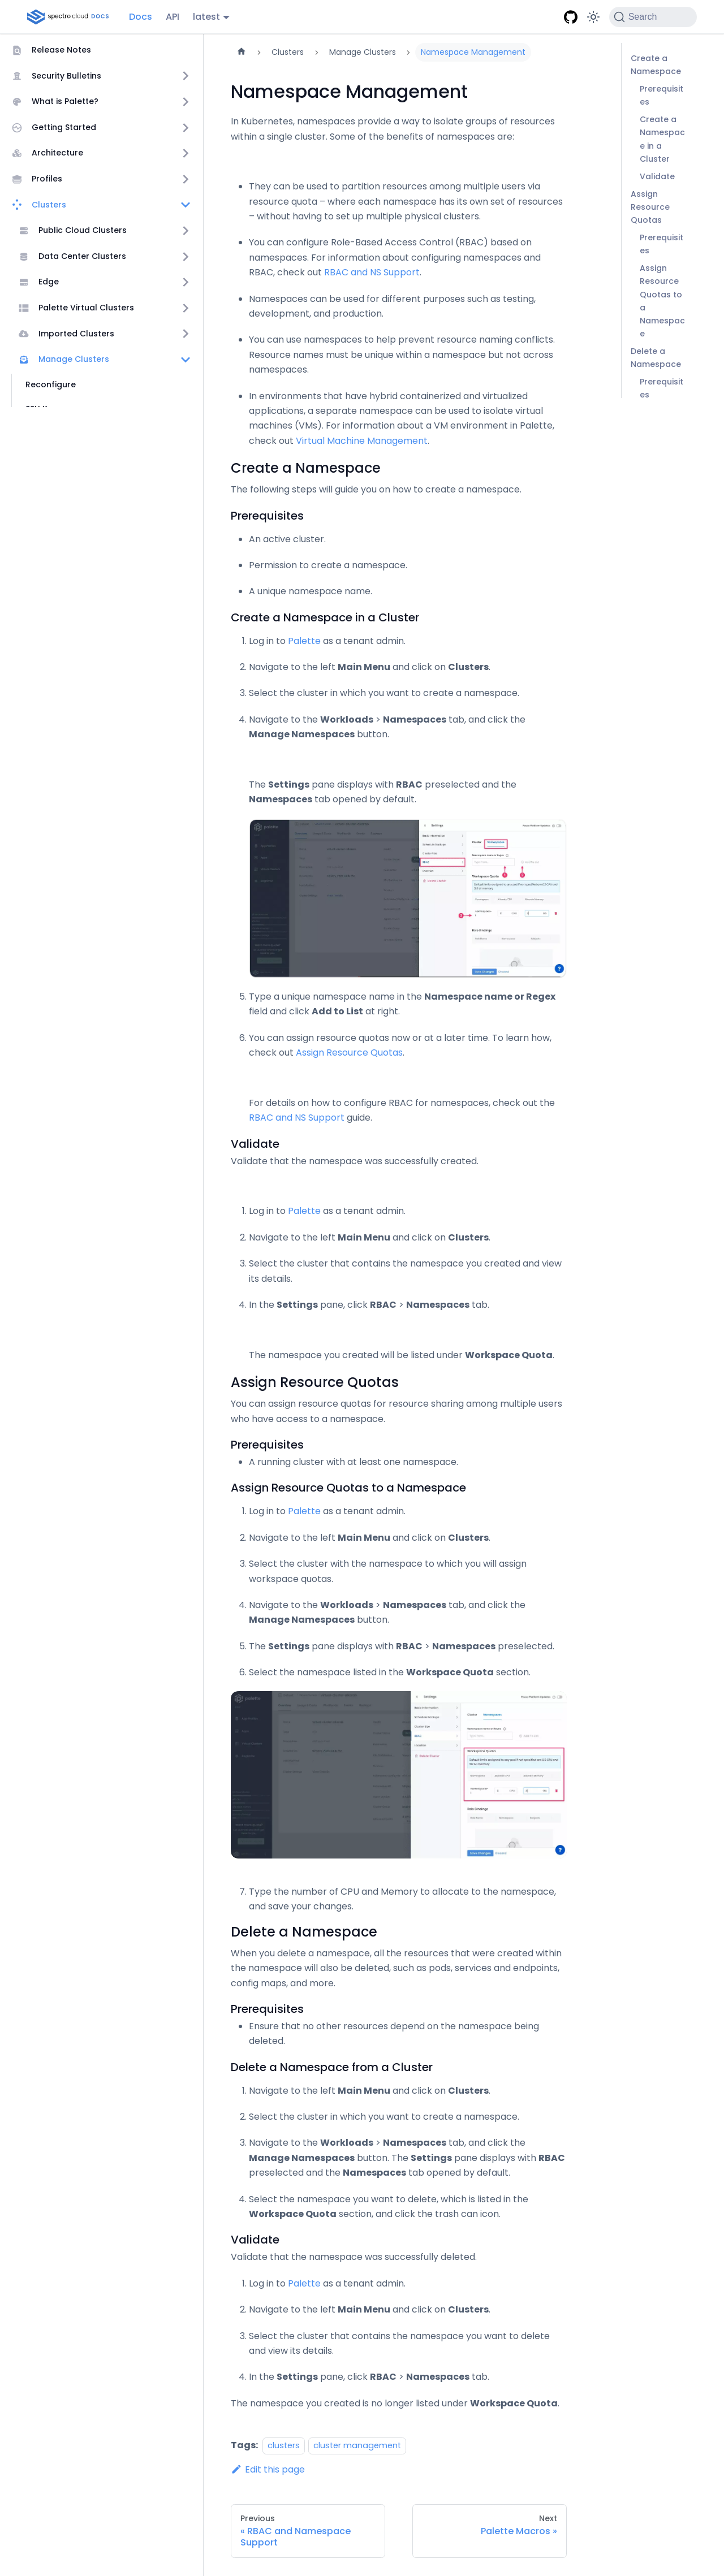 spectro cloud DOCS
Docs
API
latest
Search
Release Notes
Security Bulletins
What is Palette?
Getting Started
Architecture
Profiles
Clusters
Public Cloud Clusters
Data Center Clusters
Edge
Palette Virtual Clusters
Imported Clusters
Manage Clusters
Reconfigure
Clusters
Manage Clusters
Namespace Management
Namespace Management
In Kubernetes, namespaces provide a way to isolate groups of resources
within a single cluster. Some of the benefits of namespaces are:
They can be used to partition resources among multiple users via
resource quota – where each namespace has its own set of resources
– without having to set up multiple physical clusters.
You can configure Role-Based Access Control (RBAC) based on
namespaces. For information about configuring namespaces and
RBAC, check out RBAC and NS Support.
Namespaces can be used for different purposes such as testing,
development, and production.
You can use namespaces to help prevent resource naming conflicts.
Resource names must be unique within a namespace but not across
namespaces.
In environments that have hybrid containerized and virtualized
applications, a separate namespace can be used to isolate virtual
machines (VMs). For information about a VM environment in Palette,
check out Virtual Machine Management.
Create a Namespace
The following steps will guide you on how to create a namespace.
Prerequisites
An active cluster.
Permission to create a namespace.
A unique namespace name.
Create a Namespace in a Cluster
1. Log in to Palette as a tenant admin.
2. Navigate to the left Main Menu and click on Clusters.
3. Select the cluster in which you want to create a namespace.
4. Navigate to the Workloads > Namespaces tab, and click the
Manage Namespaces button.
The Settings pane displays with RBAC preselected and the
Namespaces tab opened by default.
5. Type a unique namespace name in the Namespace name or Regex
field and click Add to List at right.
6. You can assign resource quotas now or at a later time. To learn how,
check out Assign Resource Quotas.
For details on how to configure RBAC for namespaces, check out the
RBAC and NS Support guide.
Validate
Validate that the namespace was successfully created.
1. Log in to Palette as a tenant admin.
2. Navigate to the left Main Menu and click on Clusters.
3. Select the cluster that contains the namespace you created and view
its details.
4. In the Settings pane, click RBAC > Namespaces tab.
The namespace you created will be listed under Workspace Quota.
Assign Resource Quotas
You can assign resource quotas for resource sharing among multiple users
who have access to a namespace.
Prerequisites
A running cluster with at least one namespace.
Assign Resource Quotas to a Namespace
1. Log in to Palette as a tenant admin.
2. Navigate to the left Main Menu and click on Clusters.
3. Select the cluster with the namespace to which you will assign
workspace quotas.
4. Navigate to the Workloads > Namespaces tab, and click the
Manage Namespaces button.
5. The Settings pane displays with RBAC > Namespaces preselected.
6. Select the namespace listed in the Workspace Quota section.
7. Type the number of CPU and Memory to allocate to the namespace,
and save your changes.
Delete a Namespace
When you delete a namespace, all the resources that were created within
the namespace will also be deleted, such as pods, services and endpoints,
config maps, and more.
Prerequisites
Ensure that no other resources depend on the namespace being
deleted.
Delete a Namespace from a Cluster
1. Navigate to the left Main Menu and click on Clusters.
2. Select the cluster in which you want to create a namespace.
3. Navigate to the Workloads > Namespaces tab, and click the
Manage Namespaces button. The Settings pane displays with RBAC
preselected and the Namespaces tab opened by default.
4. Select the namespace you want to delete, which is listed in the
Workspace Quota section, and click the trash can icon.
Validate
Validate that the namespace was successfully deleted.
1. Log in to Palette as a tenant admin.
2. Navigate to the left Main Menu and click on Clusters.
3. Select the cluster that contains the namespace you want to delete
and view its details.
4. In the Settings pane, click RBAC > Namespaces tab.
The namespace you created is no longer listed under Workspace Quota.
Tags: clusters cluster management
Edit this page
Previous
« RBAC and Namespace
Support
Next
Palette Macros »
Create a
Namespace
Prerequisit
es
Create a
Namespac
e in a
Cluster
Validate
Assign
Resource
Quotas
Prerequisit
es
Assign
Resource
Quotas to
a
Namespac
e
Delete a
Namespace
Prerequisit
es